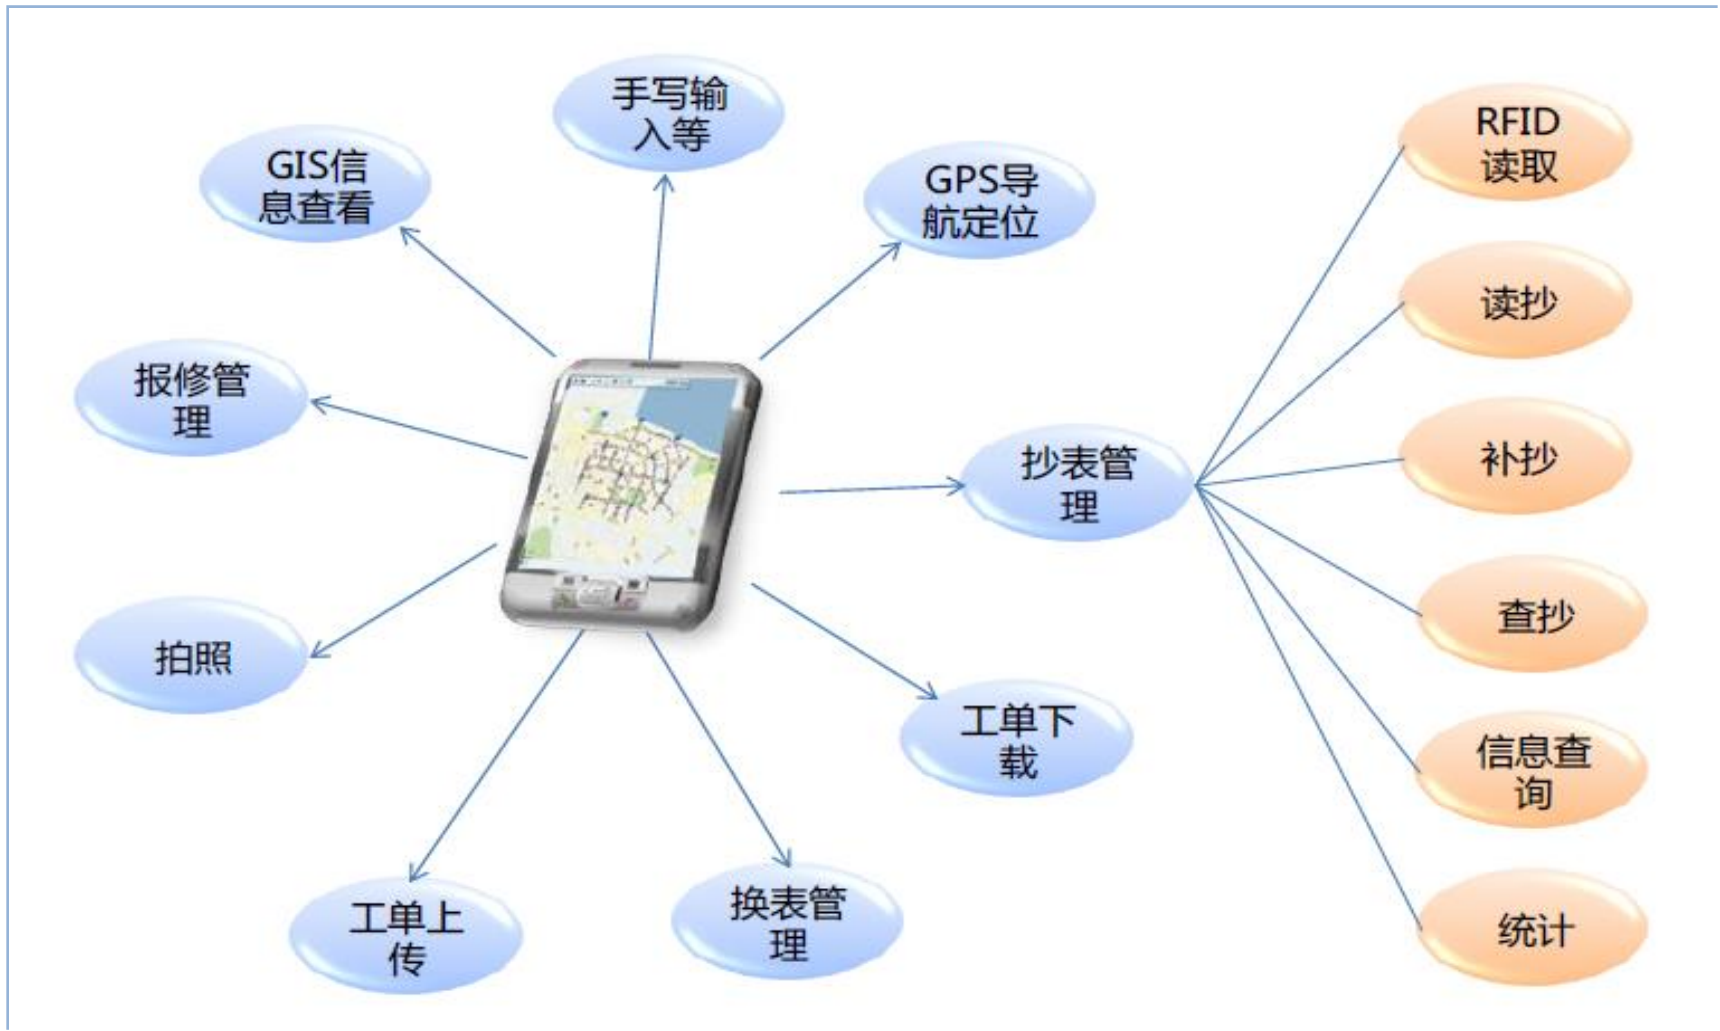 手写输
入等
GIS信
息查看
GPS导
航定位
报修管
理
抄表管
理
拍照
工单下
载
工单上
传
换表管
理
RFID
读取
读抄
补抄
查抄
信息查
询
统计